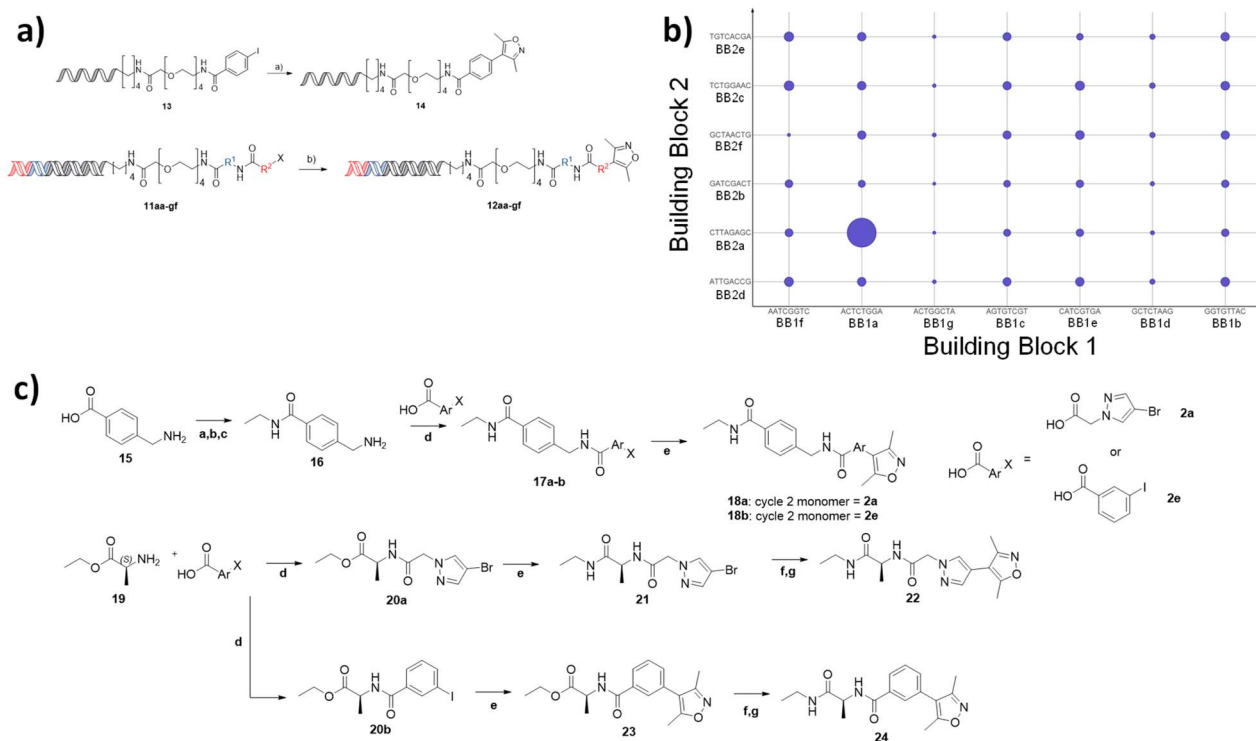 a)
13
a)
14
11aa-gf
b)
12aa-gf
b)
Building Block 2
TGTCACGA
BB2e
TCTGGAAC
BB2c
GCTAACTG
BB2f
GATCGACT
BB2b
CTTAGAGC
BB2a
ATTGACCG
BB2d
AATCGGTC ACTCTGGA ACTGGCTA AGTGTCGT CATCGTGA GCTCTAAG GGTGTTAC
BB1f BB1a BB1g BB1c BB1e BB1d BB1b
Building Block 1
c)
15
a,b,c
16
d
17a-b
e
18a: cycle 2 monomer = 2a
18b: cycle 2 monomer = 2e
=
2a
or
2e
19
+
d
20a
e
21
f,g
22
d
20b
e
23
f,g
24